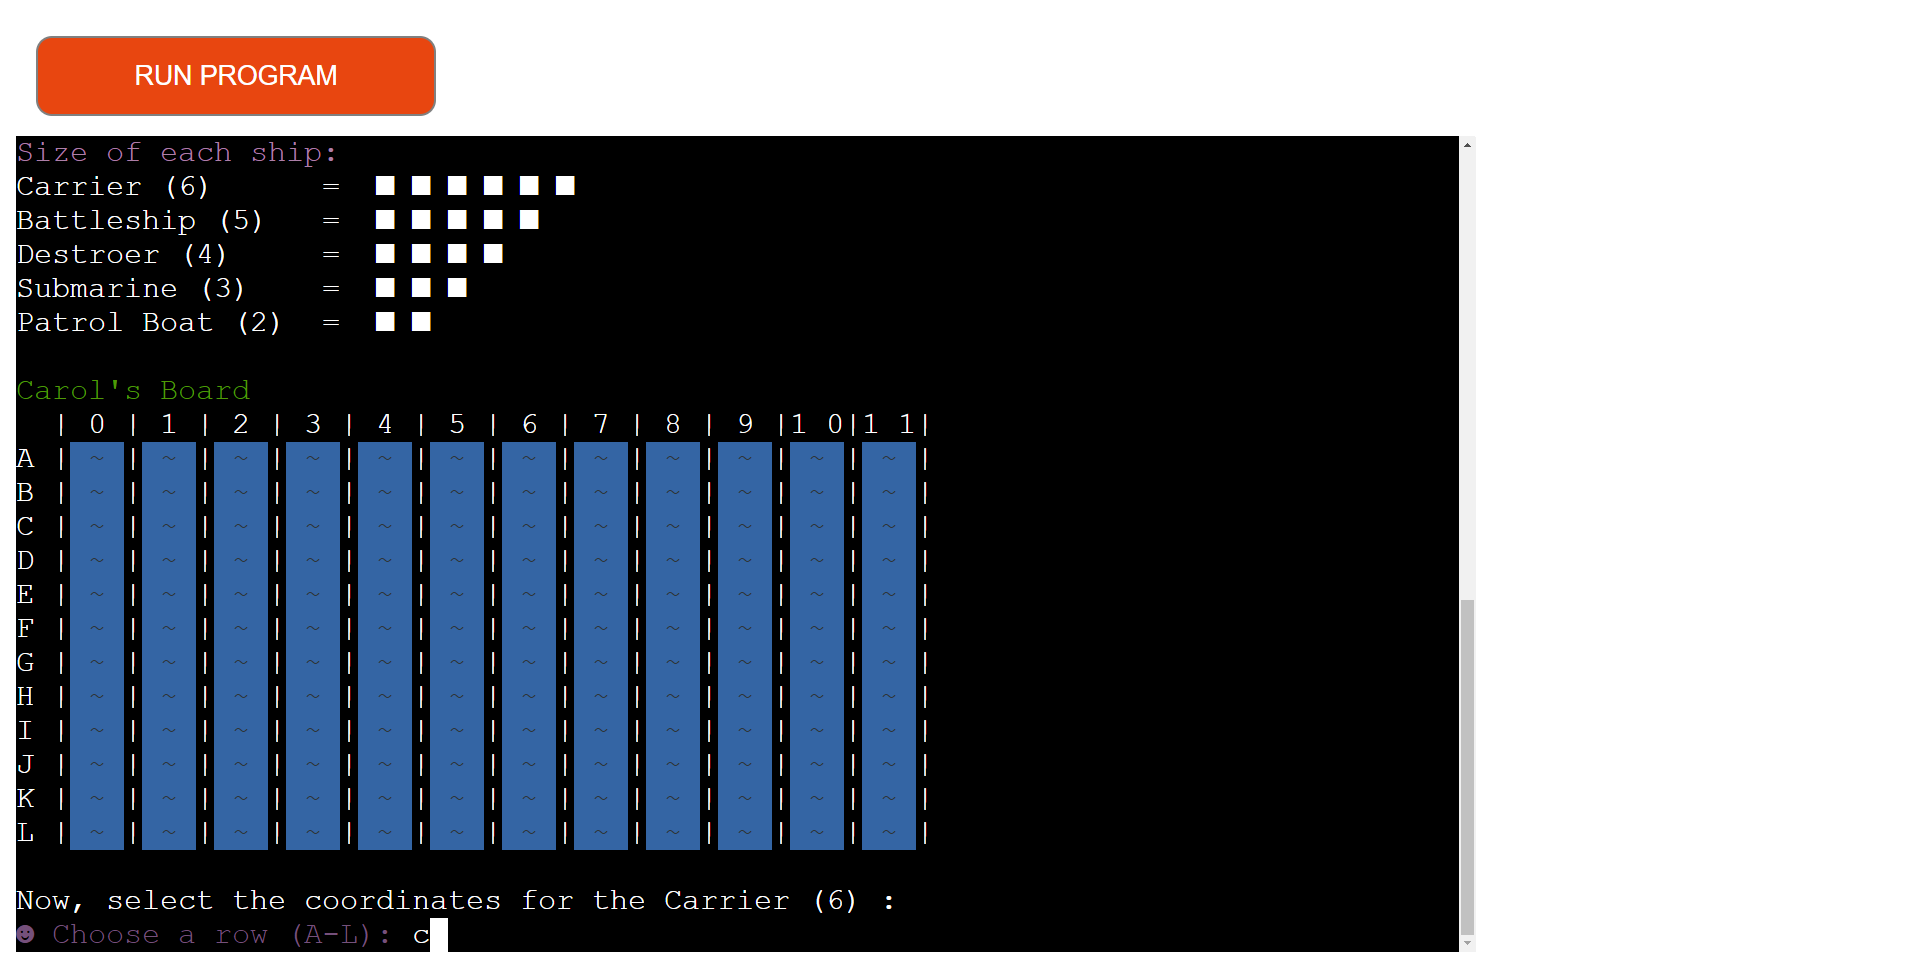 RUN PROGRAM
Size of each ship:
Carrier (6)      =  ■ ■ ■ ■ ■ ■
Battleship (5)   =  ■ ■ ■ ■ ■
Destroer (4)     =  ■ ■ ■ ■
Submarine (3)    =  ■ ■ ■
Patrol Boat (2)  =  ■ ■
Carol's Board
  | 0 | 1 | 2 | 3 | 4 | 5 | 6 | 7 | 8 | 9 |1 0|1 1|
A | ~ | ~ | ~ | ~ | ~ | ~ | ~ | ~ | ~ | ~ | ~ | ~ |
B | ~ | ~ | ~ | ~ | ~ | ~ | ~ | ~ | ~ | ~ | ~ | ~ |
C | ~ | ~ | ~ | ~ | ~ | ~ | ~ | ~ | ~ | ~ | ~ | ~ |
D | ~ | ~ | ~ | ~ | ~ | ~ | ~ | ~ | ~ | ~ | ~ | ~ |
E | ~ | ~ | ~ | ~ | ~ | ~ | ~ | ~ | ~ | ~ | ~ | ~ |
F | ~ | ~ | ~ | ~ | ~ | ~ | ~ | ~ | ~ | ~ | ~ | ~ |
G | ~ | ~ | ~ | ~ | ~ | ~ | ~ | ~ | ~ | ~ | ~ | ~ |
H | ~ | ~ | ~ | ~ | ~ | ~ | ~ | ~ | ~ | ~ | ~ | ~ |
I | ~ | ~ | ~ | ~ | ~ | ~ | ~ | ~ | ~ | ~ | ~ | ~ |
J | ~ | ~ | ~ | ~ | ~ | ~ | ~ | ~ | ~ | ~ | ~ | ~ |
K | ~ | ~ | ~ | ~ | ~ | ~ | ~ | ~ | ~ | ~ | ~ | ~ |
L | ~ | ~ | ~ | ~ | ~ | ~ | ~ | ~ | ~ | ~ | ~ | ~ |
Now, select the coordinates for the Carrier (6) :
☻ Choose a row (A-L): c